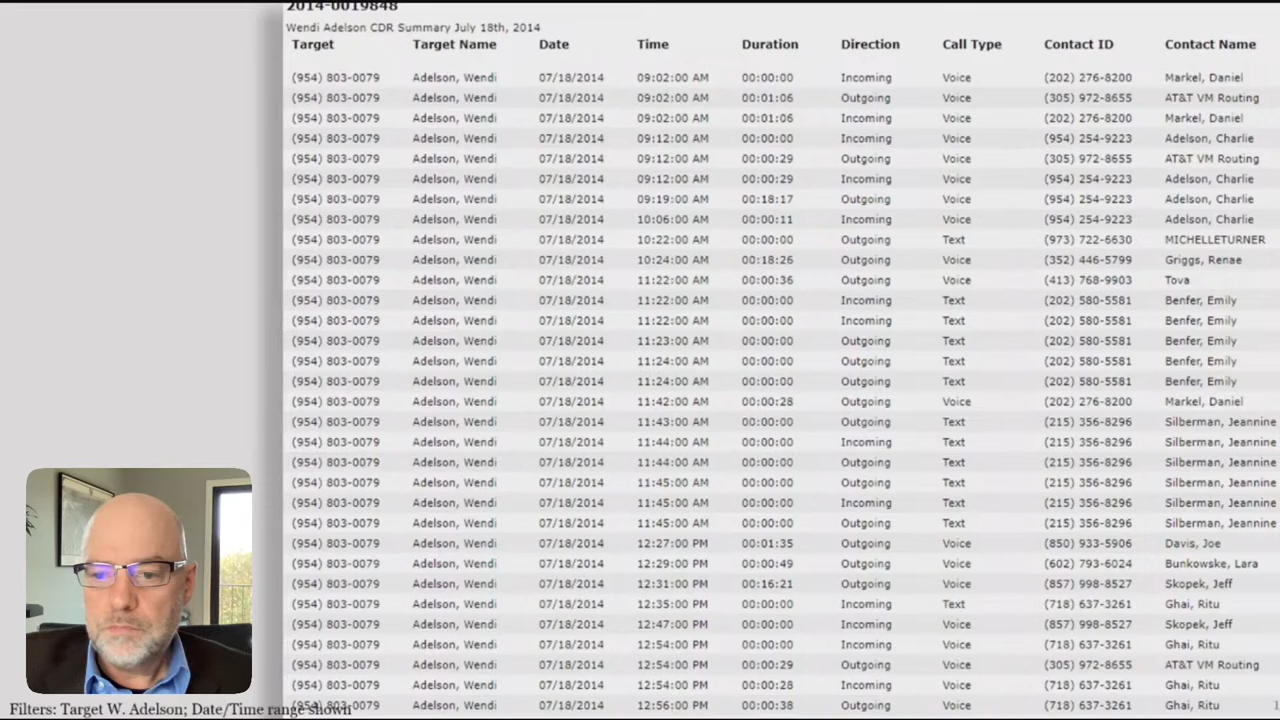 2014-0019848
Wendi Adelson CDR Summary July 18th, 2014
Target Target Name Date Time Duration Direction Call Type Contact ID Contact Name
(954) 803-0079 Adelson, Wendi 07/18/2014 09:02:00 AM 00:00:00 Incoming Voice (202) 276-8200 Markel, Daniel
(954) 803-0079 Adelson, Wendi 07/18/2014 09:02:00 AM 00:01:06 Outgoing Voice (305) 972-8655 AT&T VM Routing
(954) 803-0079 Adelson, Wendi 07/18/2014 09:02:00 AM 00:01:06 Incoming Voice (202) 276-8200 Markel, Daniel
(954) 803-0079 Adelson, Wendi 07/18/2014 09:12:00 AM 00:00:00 Incoming Voice (954) 254-9223 Adelson, Charlie
(954) 803-0079 Adelson, Wendi 07/18/2014 09:12:00 AM 00:00:29 Outgoing Voice (305) 972-8655 AT&T VM Routing
(954) 803-0079 Adelson, Wendi 07/18/2014 09:12:00 AM 00:00:29 Incoming Voice (954) 254-9223 Adelson, Charlie
(954) 803-0079 Adelson, Wendi 07/18/2014 09:19:00 AM 00:18:17 Outgoing Voice (954) 254-9223 Adelson, Charlie
(954) 803-0079 Adelson, Wendi 07/18/2014 10:06:00 AM 00:00:11 Incoming Voice (954) 254-9223 Adelson, Charlie
(954) 803-0079 Adelson, Wendi 07/18/2014 10:22:00 AM 00:00:00 Outgoing Text (973) 722-6630 MICHELLETURNER
(954) 803-0079 Adelson, Wendi 07/18/2014 10:24:00 AM 00:18:26 Outgoing Voice (352) 446-5799 Griggs, Renae
(954) 803-0079 Adelson, Wendi 07/18/2014 11:22:00 AM 00:00:36 Outgoing Voice (413) 768-9903 Tova
(954) 803-0079 Adelson, Wendi 07/18/2014 11:22:00 AM 00:00:00 Incoming Text (202) 580-5581 Benfer, Emily
(954) 803-0079 Adelson, Wendi 07/18/2014 11:22:00 AM 00:00:00 Incoming Text (202) 580-5581 Benfer, Emily
(954) 803-0079 Adelson, Wendi 07/18/2014 11:23:00 AM 00:00:00 Outgoing Text (202) 580-5581 Benfer, Emily
(954) 803-0079 Adelson, Wendi 07/18/2014 11:24:00 AM 00:00:00 Outgoing Text (202) 580-5581 Benfer, Emily
(954) 803-0079 Adelson, Wendi 07/18/2014 11:24:00 AM 00:00:00 Outgoing Text (202) 580-5581 Benfer, Emily
(954) 803-0079 Adelson, Wendi 07/18/2014 11:42:00 AM 00:00:28 Outgoing Voice (202) 276-8200 Markel, Daniel
(954) 803-0079 Adelson, Wendi 07/18/2014 11:43:00 AM 00:00:00 Outgoing Text (215) 356-8296 Silberman, Jeannine
(954) 803-0079 Adelson, Wendi 07/18/2014 11:44:00 AM 00:00:00 Incoming Text (215) 356-8296 Silberman, Jeannine
(954) 803-0079 Adelson, Wendi 07/18/2014 11:44:00 AM 00:00:00 Outgoing Text (215) 356-8296 Silberman, Jeannine
(954) 803-0079 Adelson, Wendi 07/18/2014 11:45:00 AM 00:00:00 Outgoing Text (215) 356-8296 Silberman, Jeannine
(954) 803-0079 Adelson, Wendi 07/18/2014 11:45:00 AM 00:00:00 Incoming Text (215) 356-8296 Silberman, Jeannine
(954) 803-0079 Adelson, Wendi 07/18/2014 11:45:00 AM 00:00:00 Outgoing Text (215) 356-8296 Silberman, Jeannine
(954) 803-0079 Adelson, Wendi 07/18/2014 12:27:00 PM 00:01:35 Outgoing Voice (850) 933-5906 Davis, Joe
(954) 803-0079 Adelson, Wendi 07/18/2014 12:29:00 PM 00:00:49 Outgoing Voice (602) 793-6024 Bunkowske, Lara
(954) 803-0079 Adelson, Wendi 07/18/2014 12:31:00 PM 00:16:21 Outgoing Voice (857) 998-8527 Skopek, Jeff
(954) 803-0079 Adelson, Wendi 07/18/2014 12:35:00 PM 00:00:00 Incoming Text (718) 637-3261 Ghai, Ritu
(954) 803-0079 Adelson, Wendi 07/18/2014 12:47:00 PM 00:00:00 Outgoing Voice (857) 998-8527 Skopek, Jeff
(954) 803-0079 Adelson, Wendi 07/18/2014 12:54:00 PM 00:00:00 Incoming Voice (718) 637-3261 Ghai, Ritu
(954) 803-0079 Adelson, Wendi 07/18/2014 12:54:00 PM 00:00:29 Outgoing Voice (305) 972-8655 AT&T VM Routing
(954) 803-0079 Adelson, Wendi 07/18/2014 12:54:00 PM 00:00:28 Incoming Voice (718) 637-3261 Ghai, Ritu
(954) 803-0079 Adelson, Wendi 07/18/2014 12:56:00 PM 00:00:38 Outgoing Voice (718) 637-3261 Ghai, Ritu
Filters: Target W. Adelson; Date/Time range shown